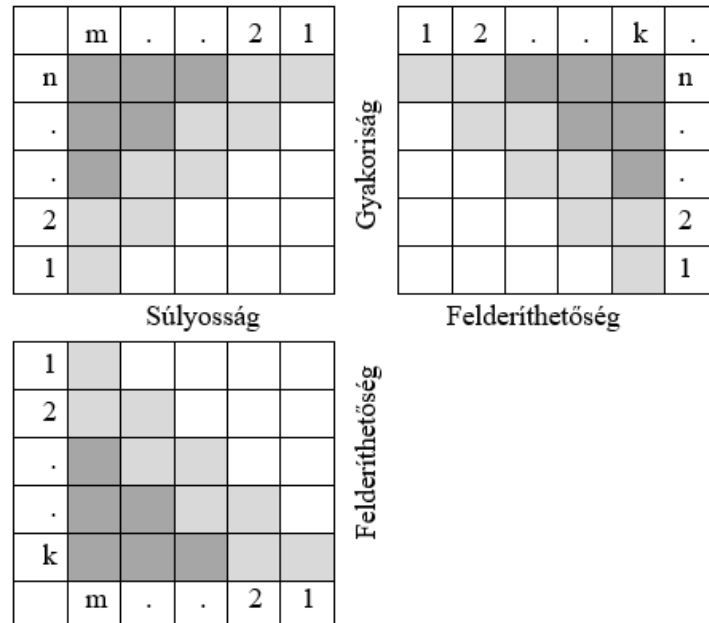 m . . 2 1
n
.
.
2
1
Súlyosság
Gyakoriság
1 2 . . k .
n
.
.
2
1
Felderíthetőség
1
2
.
.
k
m . . 2 1
Felderíthetőség